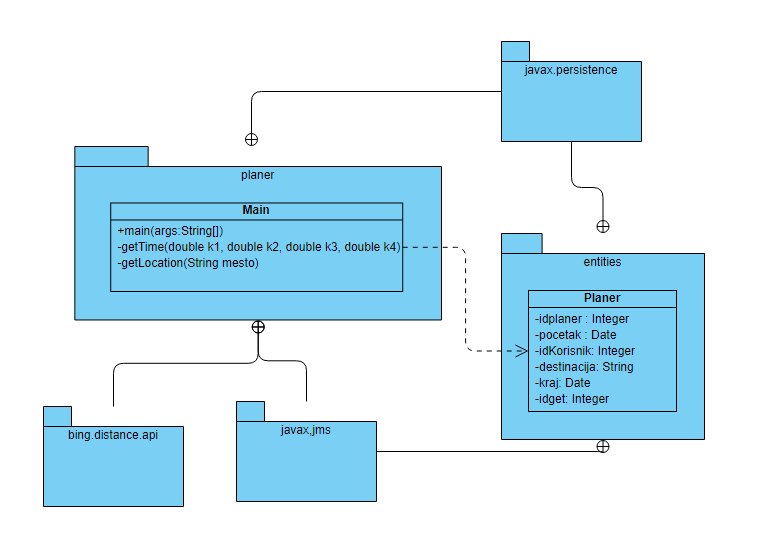 javax.persistence
planer
Main
+main(args:String[])
-getTime(double k1, double k2, double k3, double k4)
-getLocation(String mesto)
entities
Planer
-idplaner : Integer
-pocetak : Date
-idKorisnik: Integer
-destinacija: String
-kraj: Date
-idget: Integer
bing.distance.api
javax,jms